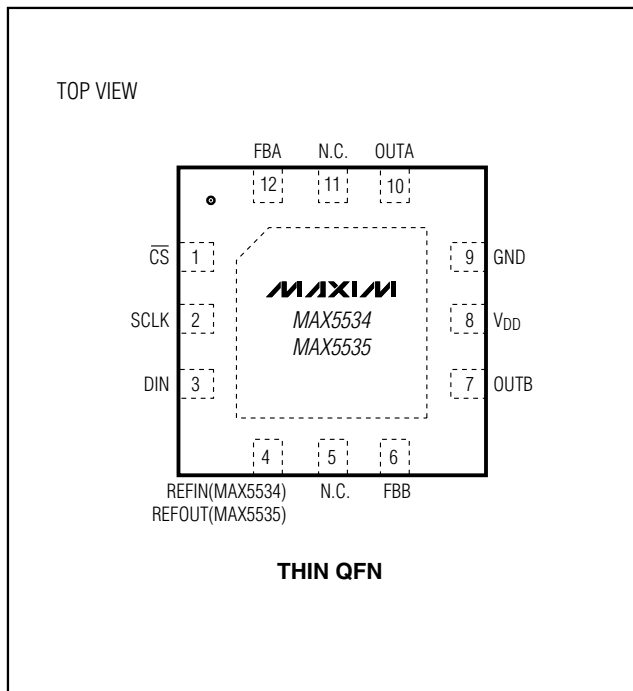 TOP VIEW
FBA N.C. OUTA
12 11 10
CS 1 9 GND
MAXIM
SCLK 2 MAX5534 8 VDD
MAX5535
DIN 3 7 OUTB
4 5 6
REFIN(MAX5534) N.C. FBB
REFOUT(MAX5535)
THIN QFN